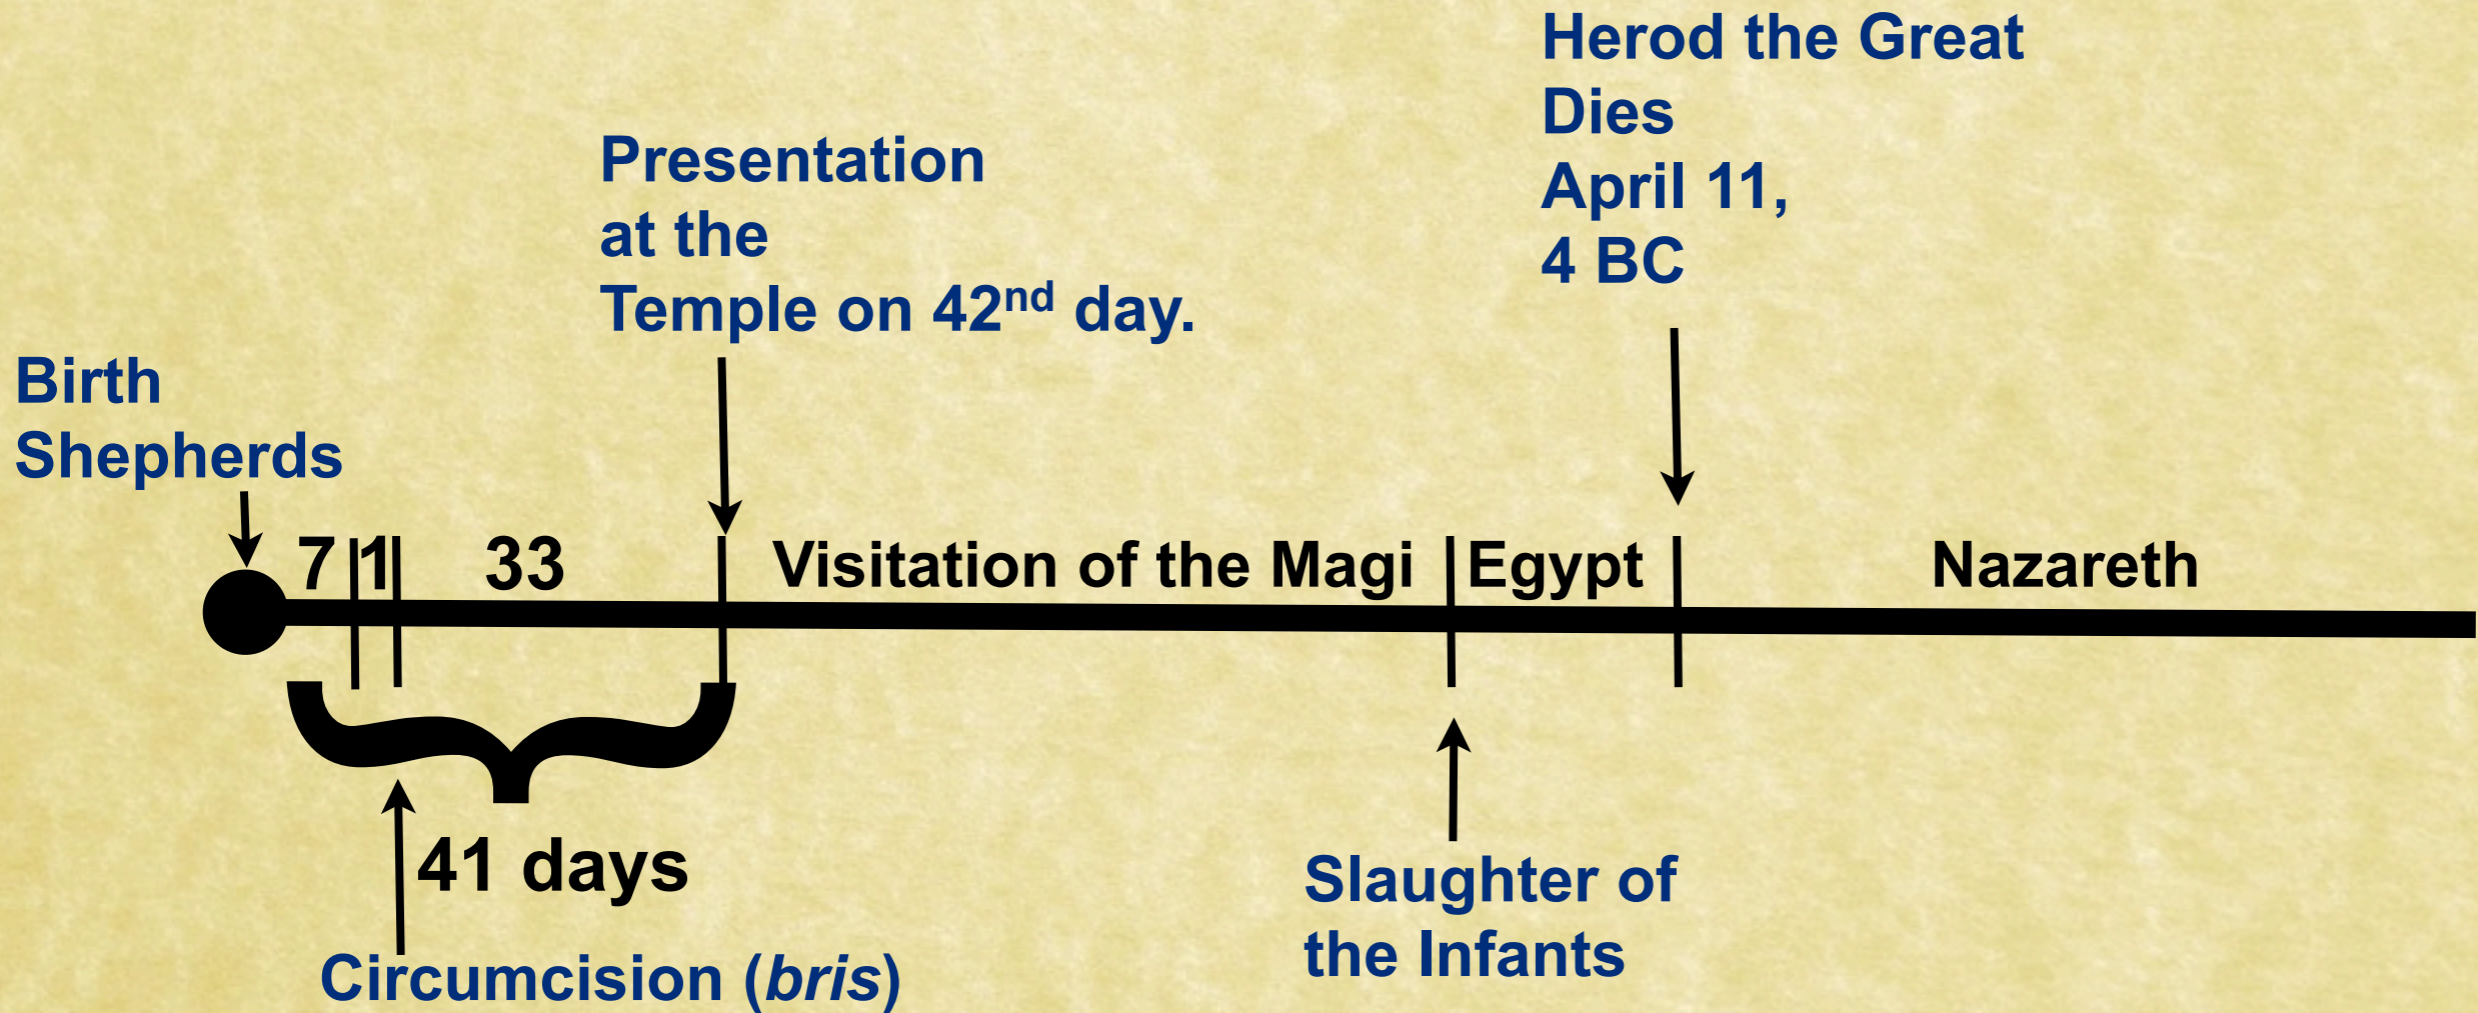 Herod the Great
Dies
April 11,
4 BC
Presentation
at the
Temple on 42nd day.
Birth
Shepherds
7 1 33 Visitation of the Magi Egypt Nazareth
41 days
Circumcision (bris)
Slaughter of
the Infants